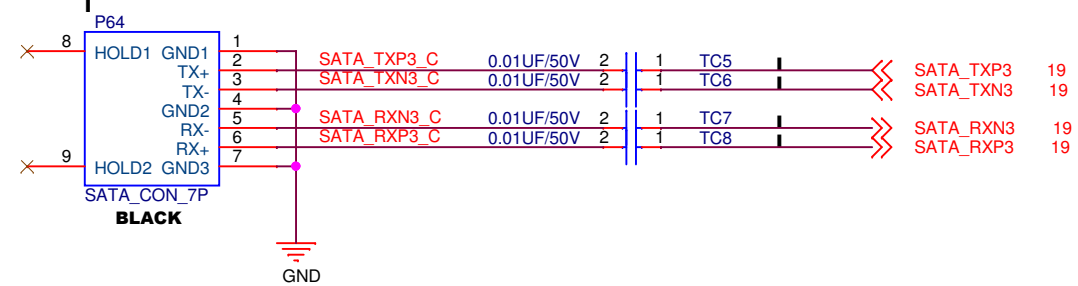 P64
8 HOLD1 GND1 1
TX+ 2 SATA_TXP3_C 0.01UF/50V 2 1 TC5 SATA_TXP3 19
TX- 3 SATA_TXN3_C 0.01UF/50V 2 1 TC6 SATA_TXN3 19
GND2 4
RX- 5 SATA_RXN3_C 0.01UF/50V 2 1 TC7 SATA_RXN3 19
RX+ 6 SATA_RXP3_C 0.01UF/50V 2 1 TC8 SATA_RXP3 19
9 HOLD2 GND3 7
SATA_CON_7P
BLACK
GND